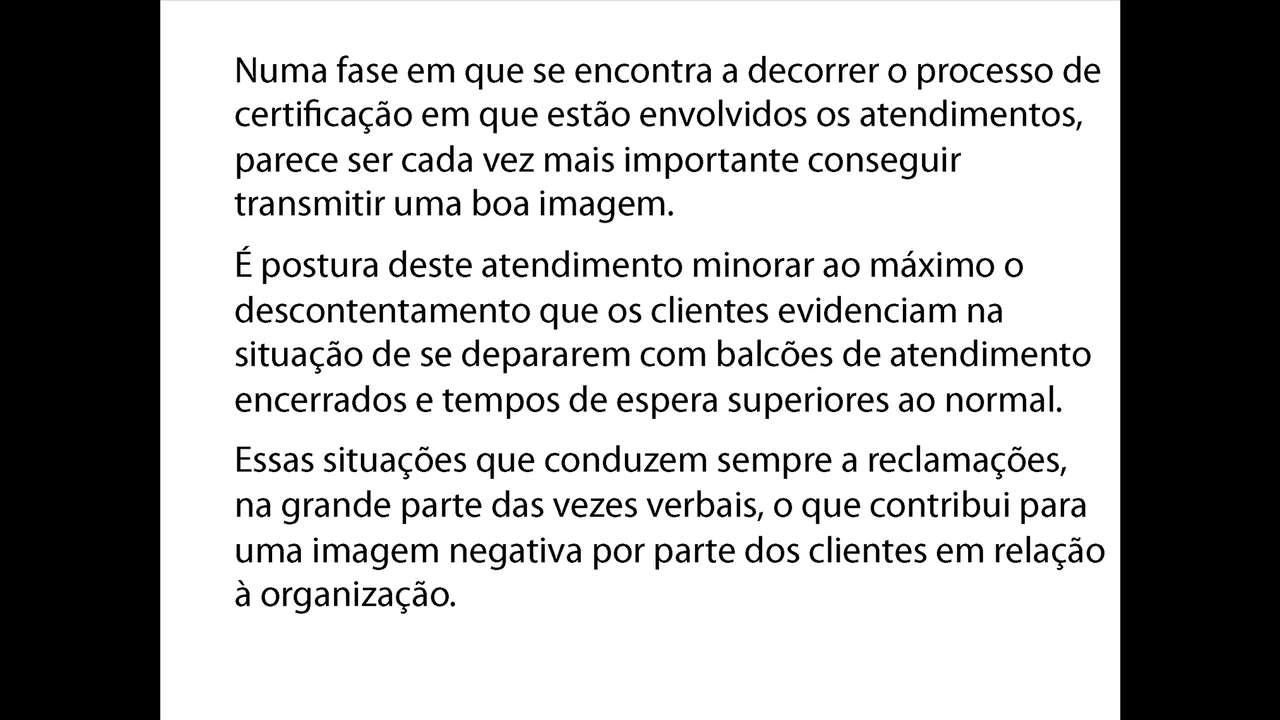 Numa fase em que se encontra a decorrer o processo de
certificação em que estão envolvidos os atendimentos,
parece ser cada vez mais importante conseguir
transmitir uma boa imagem.
É postura deste atendimento minorar ao máximo o
descontentamento que os clientes evidenciam na
situação de se depararem com balcões de atendimento
encerrados e tempos de espera superiores ao normal.
Essas situações que conduzem sempre a reclamações,
na grande parte das vezes verbais, o que contribui para
uma imagem negativa por parte dos clientes em relação
à organização.